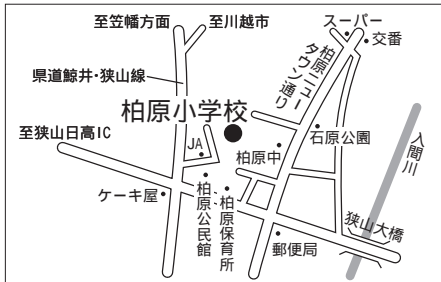 至笠幡方面
至川越市
スーパー
交番
県道鯨井・狭山線
柏原ニュータウン通り
柏原小学校
至狭山日高IC
JA
柏原中
石原公園
入間川
ケーキ屋
柏原公民館
柏原保育所
郵便局
狭山大橋